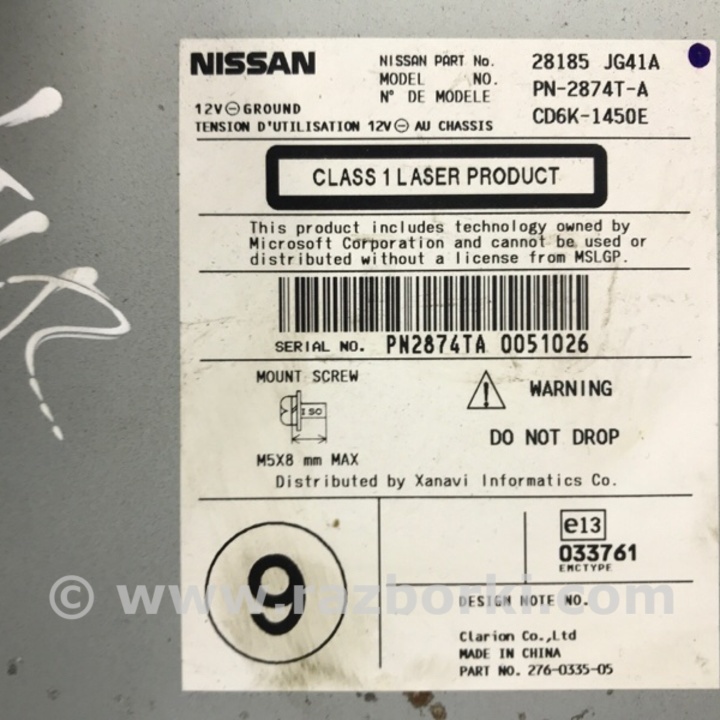 NISSAN
NISSAN PART No. 28185 JG41A
MODEL NO. PN-2874T-A
N° DE MODELE CD6K-1450E
12V⊖GROUND
TENSION D'UTILISATION 12V⊖ AU CHASSIS
CLASS 1 LASER PRODUCT
This product includes technology owned by
Microsoft Corporation and cannot be used or
distributed without a license from MSLGP.
SERIAL NO. PN2874TA 0051026
MOUNT SCREW
ISO
M5X8 mm MAX
WARNING
DO NOT DROP
Distributed by Xanavi Informatics Co.
9
e13
033761
EMCTYPE
© www.razborki.com
DESIGN NOTE NO.
Clarion Co.,Ltd
MADE IN CHINA
PART NO. 276-0335-05